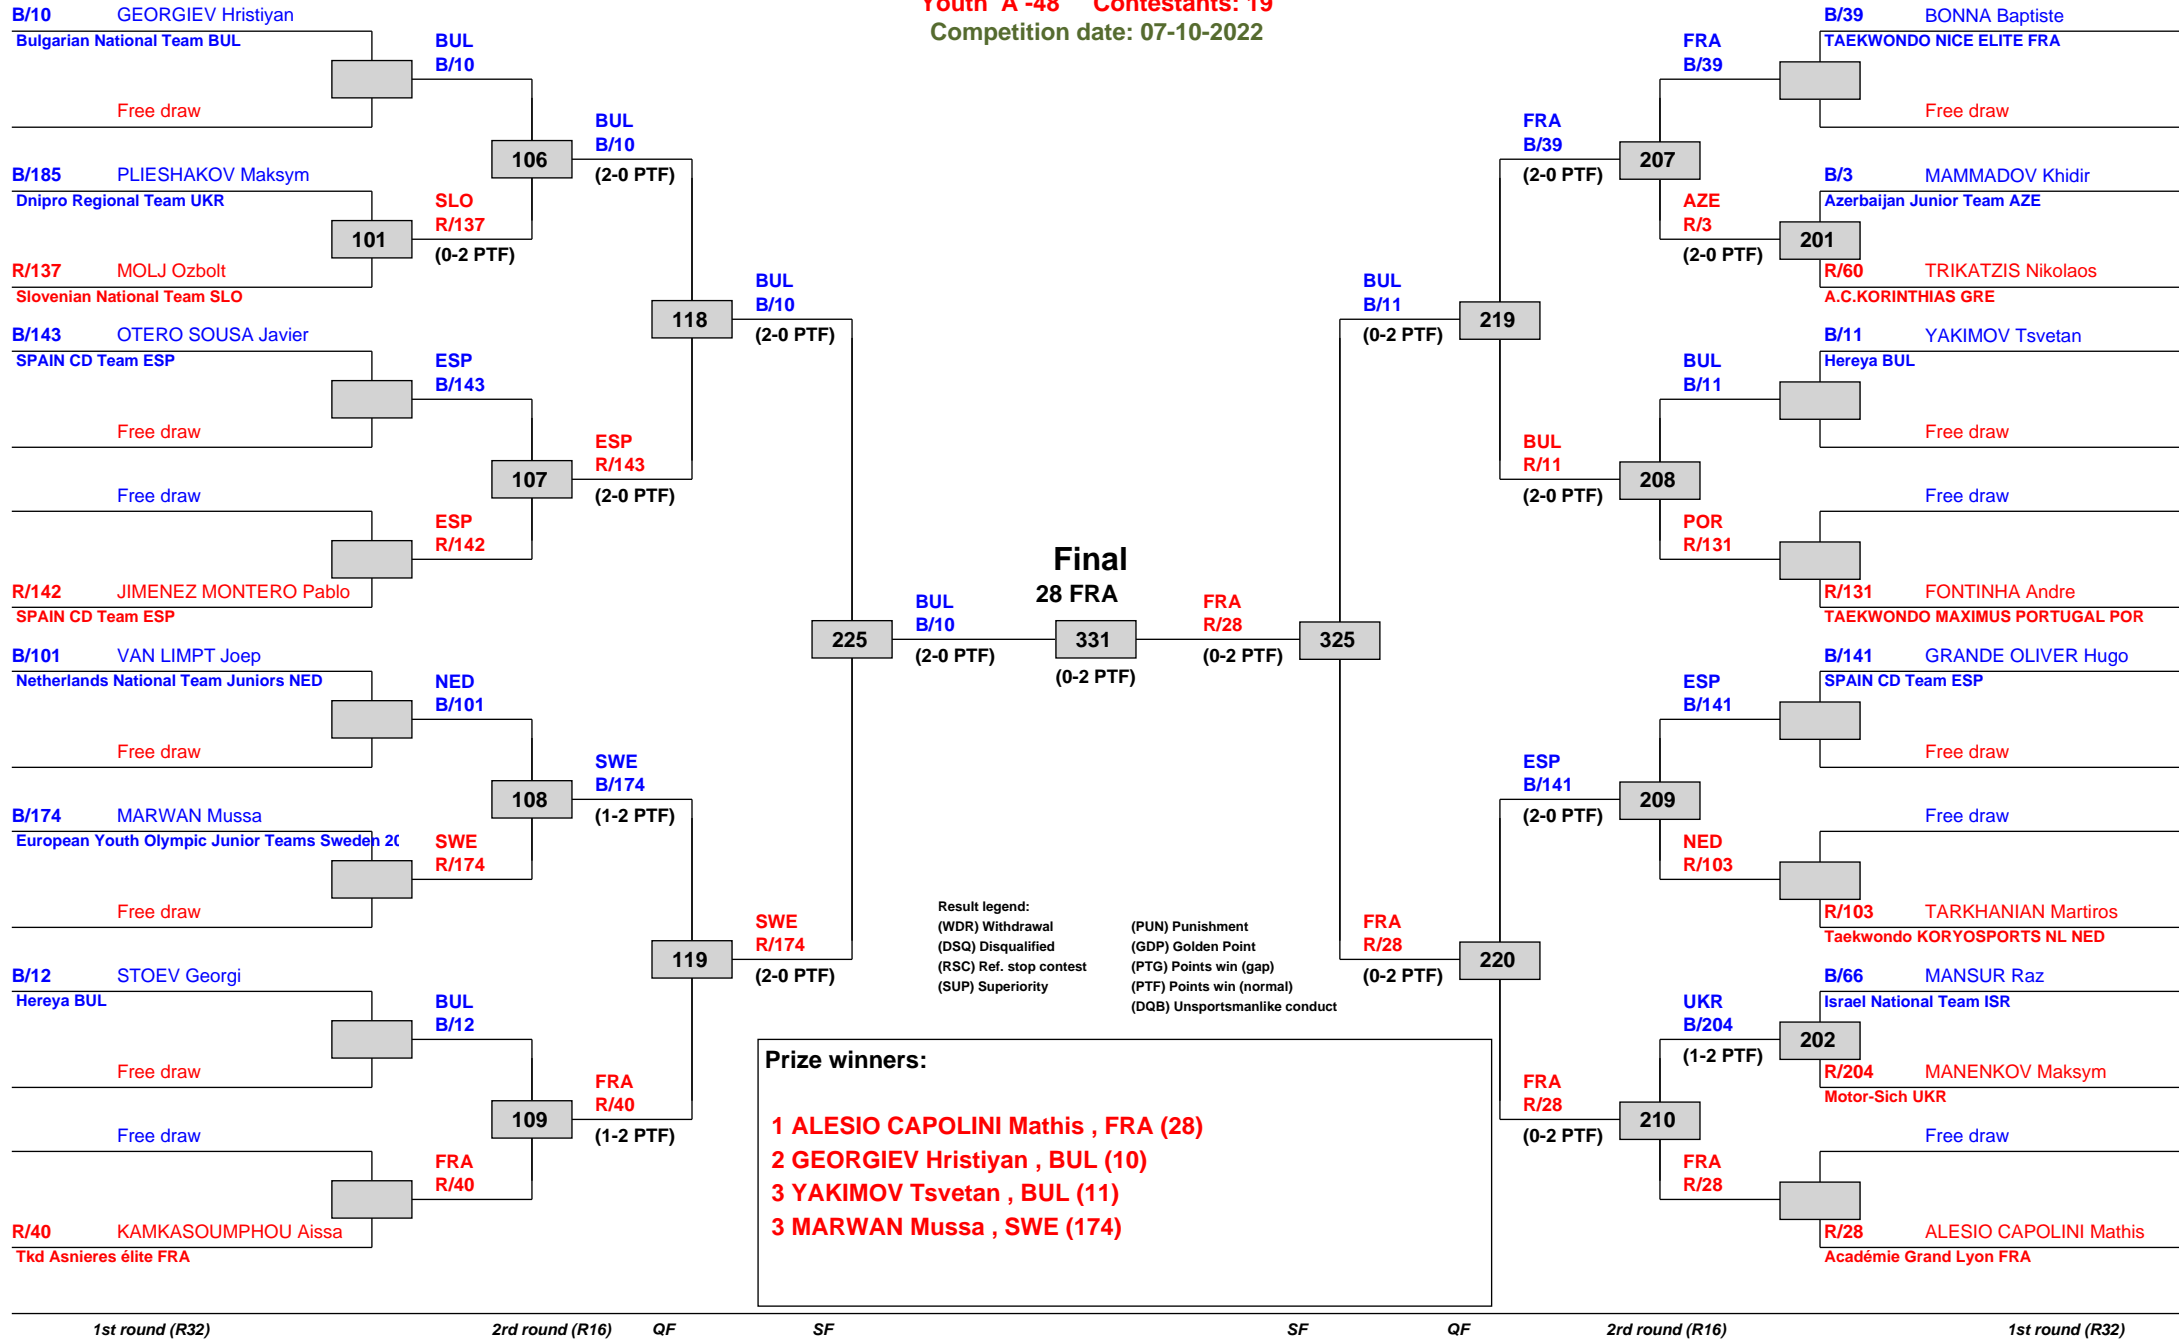 Youth A -48 Contestants: 19
Competition date: 07-10-2022
B/10 GEORGIEV Hristiyan
Bulgarian National Team BUL
Free draw
B/185 PLIESHAKOV Maksym
Dnipro Regional Team UKR
R/137 MOLJ Ozbolt
Slovenian National Team SLO
B/143 OTERO SOUSA Javier
SPAIN CD Team ESP
Free draw
Free draw
R/142 JIMENEZ MONTERO Pablo
SPAIN CD Team ESP
B/101 VAN LIMPT Joep
Netherlands National Team Juniors NED
Free draw
B/174 MARWAN Mussa
European Youth Olympic Junior Teams Sweden
Free draw
B/12 STOEV Georgi
Hereya BUL
Free draw
Free draw
R/40 KAMKASOUMPHOU Aissa
Tkd Asnieres élite FRA
101
BUL
B/10
SLO
R/137
(0-2 PTF)
ESP
B/143
ESP
R/142
NED
B/101
SWE
R/174
BUL
B/12
FRA
R/40
106
107
108
109
BUL
B/10
(2-0 PTF)
ESP
R/143
(2-0 PTF)
SWE
B/174
(1-2 PTF)
FRA
R/40
(1-2 PTF)
118
119
BUL
B/10
(2-0 PTF)
SWE
R/174
(2-0 PTF)
225
BUL
B/10
(2-0 PTF)
Final
28 FRA
331
(0-2 PTF)
FRA
R/28
(0-2 PTF)
325
BUL
B/11
(0-2 PTF)
FRA
R/28
(0-2 PTF)
219
220
FRA
B/39
(2-0 PTF)
BUL
R/11
(2-0 PTF)
ESP
B/141
(2-0 PTF)
FRA
R/28
(0-2 PTF)
207
208
209
210
FRA
B/39
AZE
R/3
(2-0 PTF)
BUL
B/11
POR
R/131
ESP
B/141
NED
R/103
UKR
B/204
(1-2 PTF)
FRA
R/28
201
202
B/39 BONNA Baptiste
TAEKWONDO NICE ELITE FRA
Free draw
B/3 MAMMADOV Khidir
Azerbaijan Junior Team AZE
R/60 TRIKATZIS Nikolaos
A.C.KORINTHIAS GRE
B/11 YAKIMOV Tsvetan
Hereya BUL
Free draw
Free draw
R/131 FONTINHA Andre
TAEKWONDO MAXIMUS PORTUGAL POR
B/141 GRANDE OLIVER Hugo
SPAIN CD Team ESP
Free draw
Free draw
R/103 TARKHANIAN Martiros
Taekwondo KORYOSPORTS NL NED
B/66 MANSUR Raz
Israel National Team ISR
R/204 MANENKOV Maksym
Motor-Sich UKR
Free draw
R/28 ALESIO CAPOLINI Mathis
Académie Grand Lyon FRA
Result legend:
(WDR) Withdrawal
(DSQ) Disqualified
(RSC) Ref. stop contest
(SUP) Superiority
(PUN) Punishment
(GDP) Golden Point
(PTG) Points win (gap)
(PTF) Points win (normal)
(DQB) Unsportsmanlike conduct
Prize winners:
1 ALESIO CAPOLINI Mathis , FRA (28)
2 GEORGIEV Hristiyan , BUL (10)
3 YAKIMOV Tsvetan , BUL (11)
3 MARWAN Mussa , SWE (174)
1st round (R32) 2rd round (R16) QF SF SF QF 2rd round (R16) 1st round (R32)